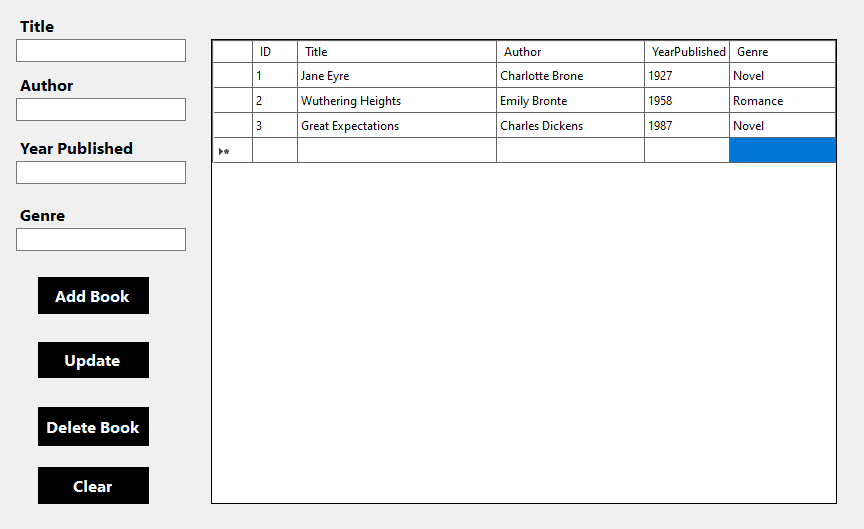 Title
Author
Year Published
Genre
Add Book
Update
Delete Book
Clear
ID Title Author YearPublished Genre
1 Jane Eyre Charlotte Brone 1927 Novel
2 Wuthering Heights Emily Bronte 1958 Romance
3 Great Expectations Charles Dickens 1987 Novel